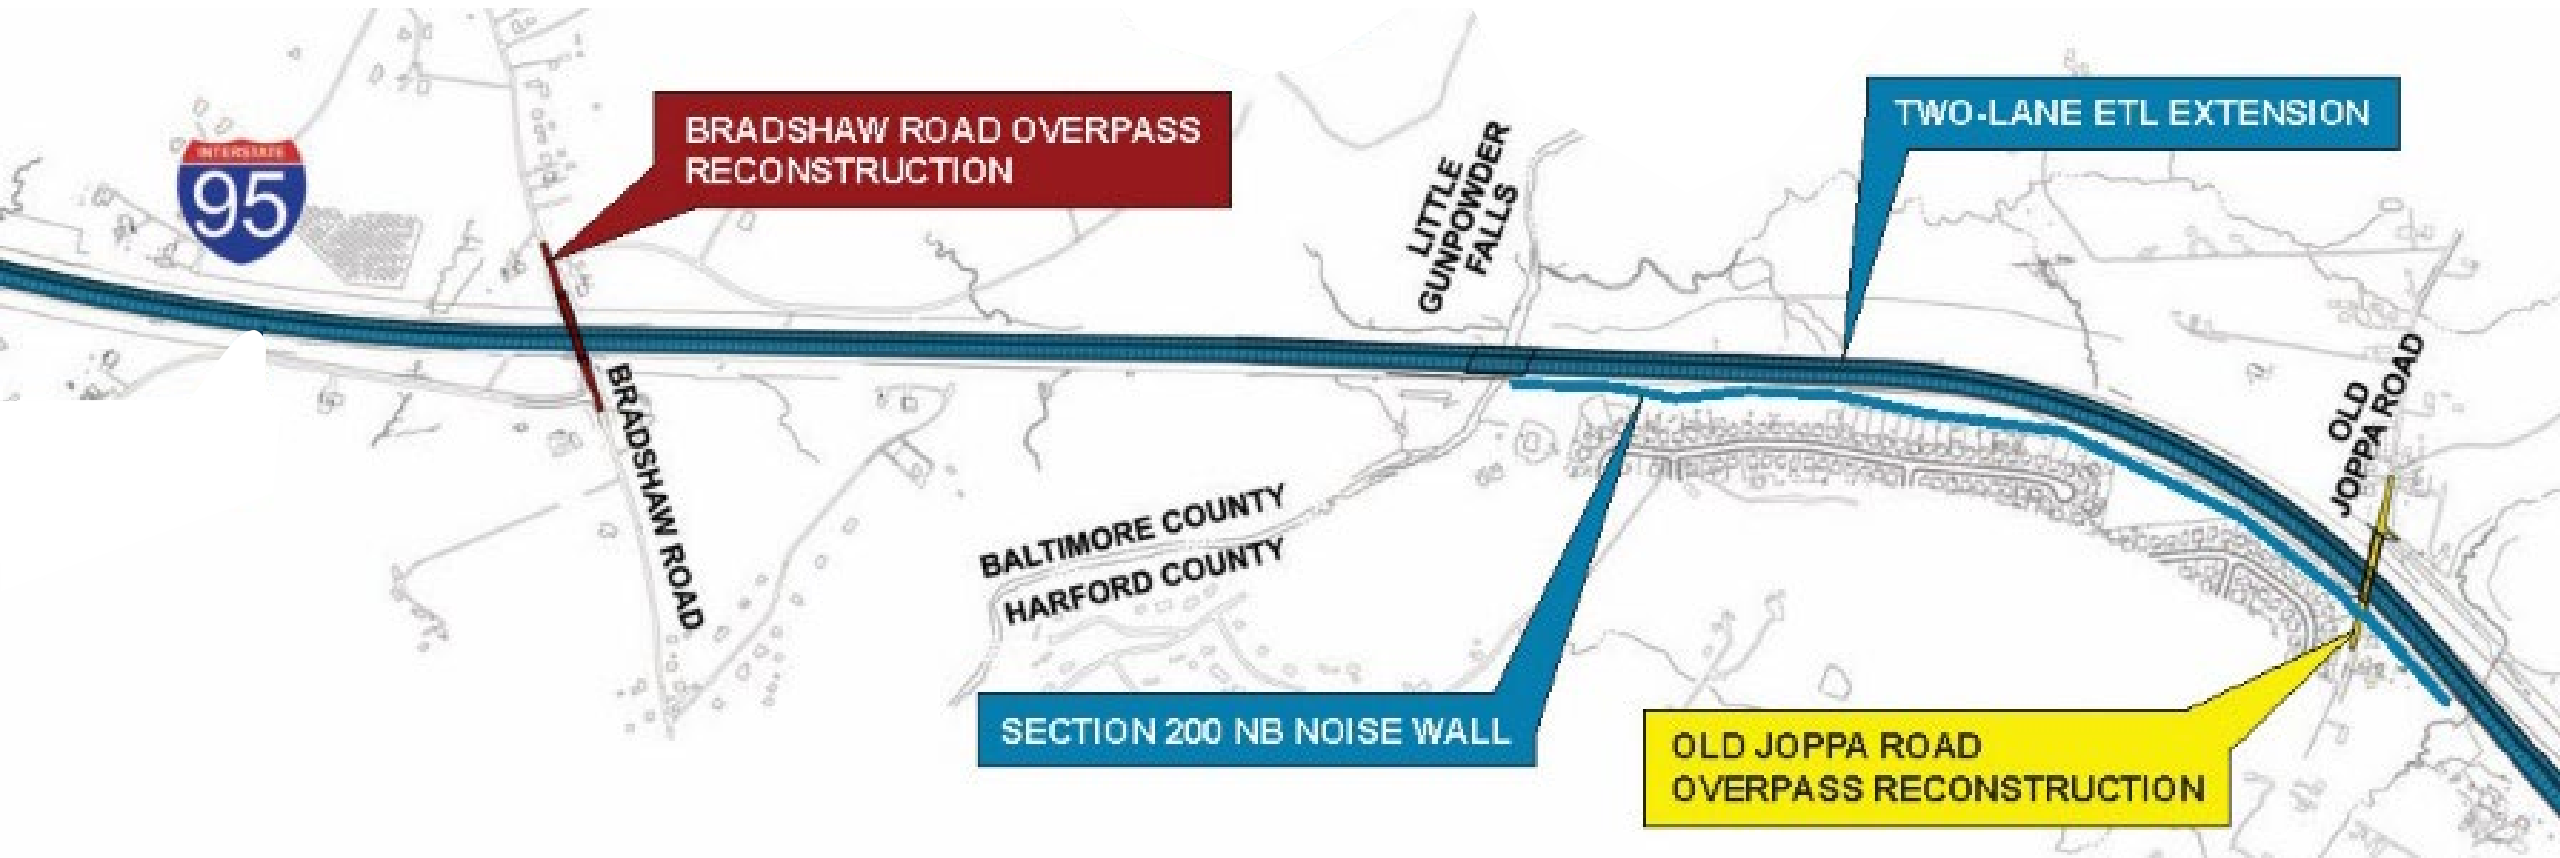 INTERSTATE
95
BRADSHAW ROAD OVERPASS
RECONSTRUCTION
LITTLE
GUNPOWDER
FALLS
TWO-LANE ETL EXTENSION
OLD
JOPPA ROAD
BRADSHAW ROAD
BALTIMORE COUNTY
HARFORD COUNTY
SECTION 200 NB NOISE WALL
OLD JOPPA ROAD
OVERPASS RECONSTRUCTION